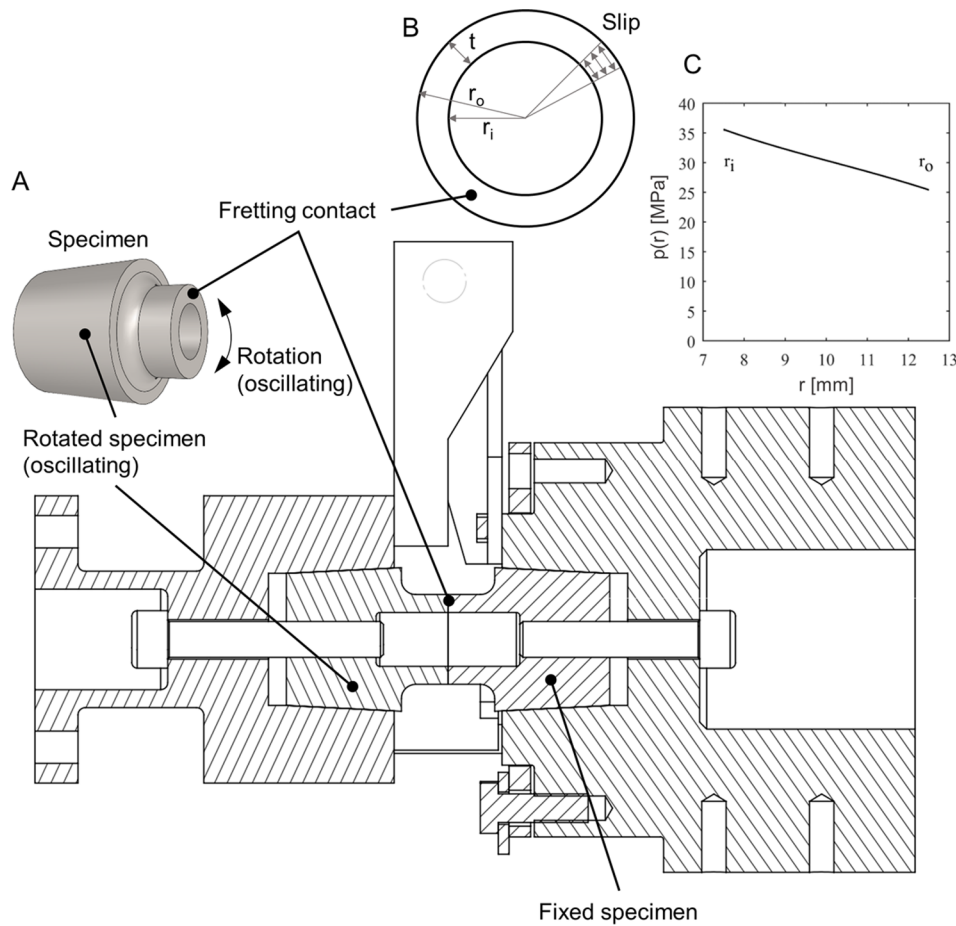 B
Slip
t
ro
ri
C
40
35
30
25
20
15
10
5
0
ri
ro
p(r) [MPa]
7
8
9
10
11
12
13
r [mm]
A
Fretting contact
Specimen
Rotation
(oscillating)
Rotated specimen
(oscillating)
Fixed specimen